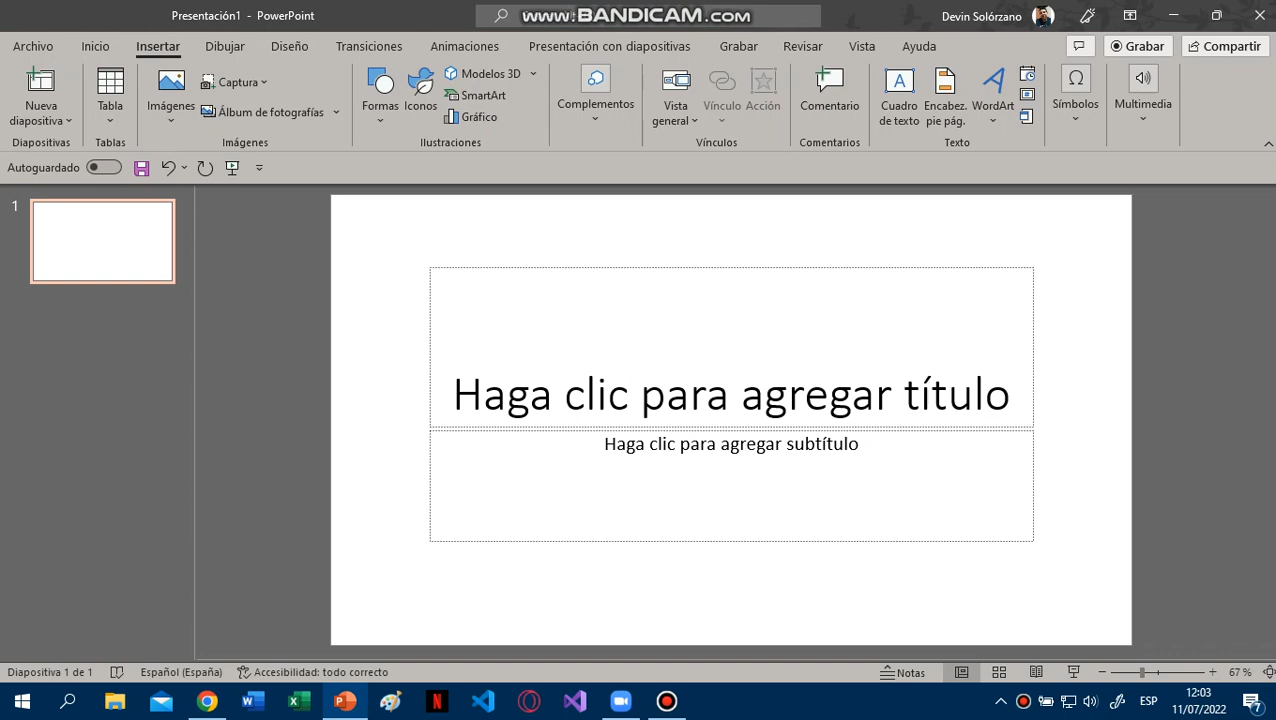 Presentación1 - PowerPoint
www.BANDICAM.com
Devin Solórzano
Archivo Inicio Insertar Dibujar Diseño Transiciones Animaciones Presentación con diapositivas Grabar Revisar Vista Ayuda Grabar Compartir
Nueva diapositiva
Diapositivas
Tabla
Tablas
Imágenes
Captura
Álbum de fotografías
Imágenes
Formas
Iconos
Modelos 3D
SmartArt
Gráfico
Ilustraciones
Complementos
Vista general
Vínculo
Acción
Vínculos
Comentario
Comentarios
Cuadro de texto
Encabez. pie pág.
WordArt
Texto
Símbolos
Multimedia
Autoguardado
1
Haga clic para agregar título
Haga clic para agregar subtítulo
Diapositiva 1 de 1 Español (España) Accesibilidad: todo correcto Notas 67 %
ESP
12:03
11/07/2022
7